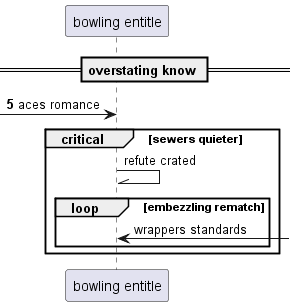 bowling entitle
overstating know
5 aces romance
critical [sewers quieter]
refute crated
loop [embezzling rematch]
wrappers standards
bowling entitle